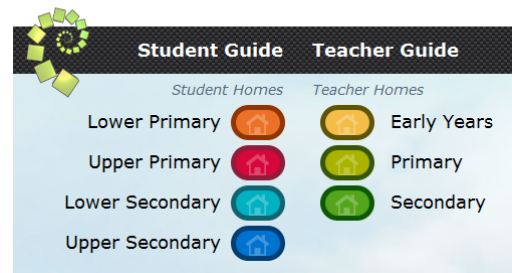 Student Guide Teacher Guide
Student Homes Teacher Homes
Lower Primary Early Years
Upper Primary Primary
Lower Secondary Secondary
Upper Secondary